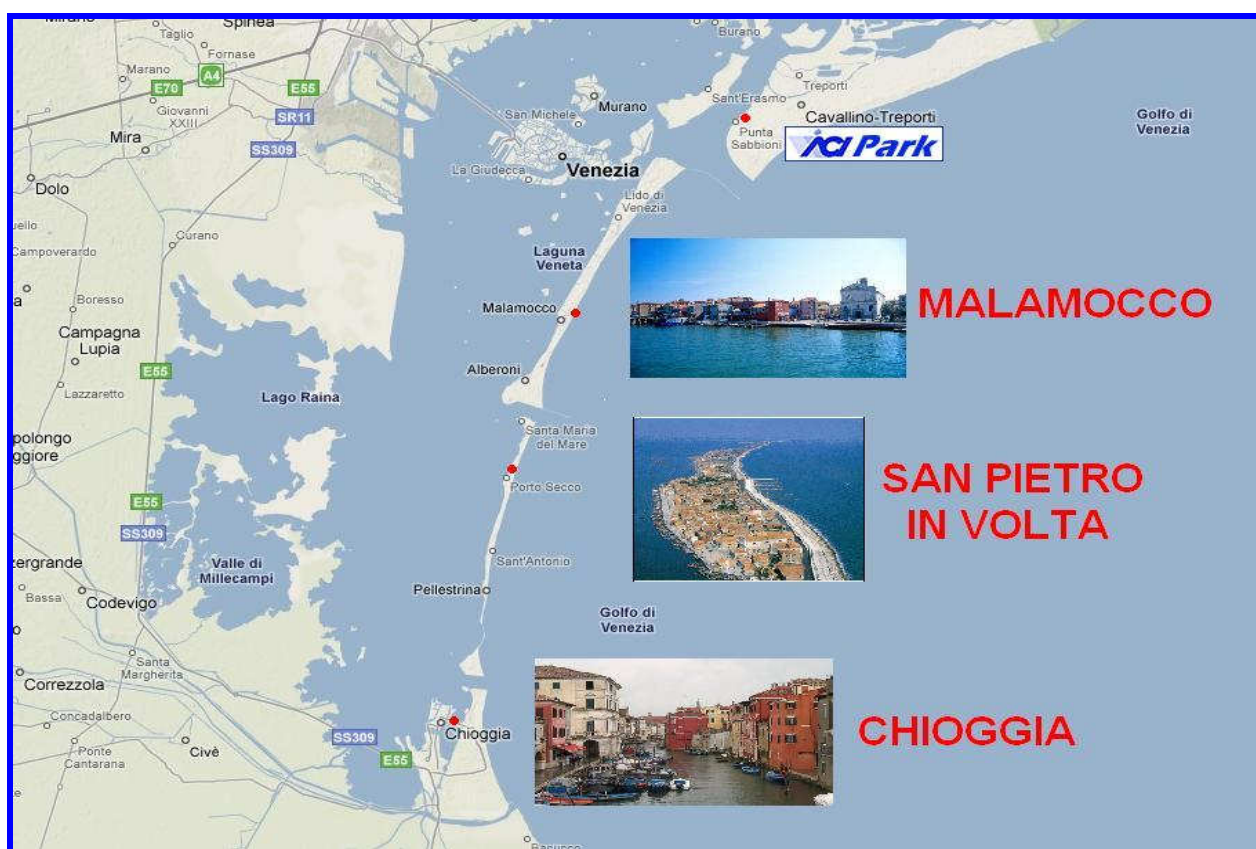 Spinea
Taglio
Fornase
Marano
A4
E70
E55
Giovanni
XXIII
SR11
Mira
SS309
Dolo
Burano
Murano
San Michele
Sant'Erasmo
Treporti
Cavallino-Treporti
Punta
Sabbioni
Park
Golfo di
Venezia
Venezia
La Giudecca
Lido di
Venezia
Curano
Campoverardo
Laguna
Veneta
Boresso
Malamocco
MALAMOCCO
Campagna
Lupia
E55
Alberoni
Lazzaretto
Lago Raina
Santa Maria
del Mare
polongo
ggiore
Porto Secco
SAN PIETRO
IN VOLTA
E55
SS309
Sant'Antonio
zergrande
Valle di
Millecampi
Bassa
Codevigo
Pellestrina
Golfo di
Venezia
Santa
Margherita
Correzzola
Concadalbero
Ponte
Cantarana
Civè
SS309
Chioggia
E55
CHIOGGIA